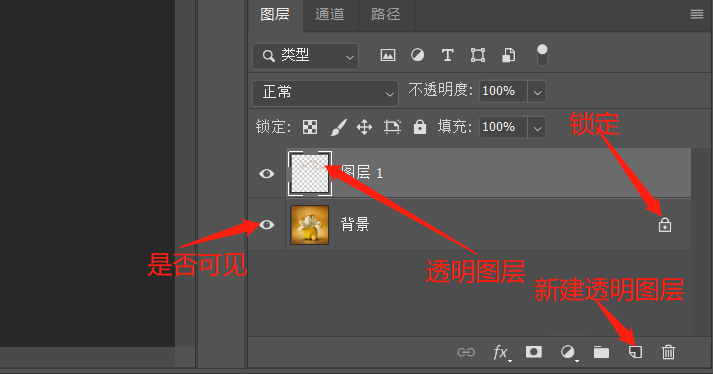 图层 通道 路径
类型
正常 不透明度: 100%
锁定: 填充: 100%
锁定
图层 1
背景
是否可见
透明图层
新建透明图层
fx